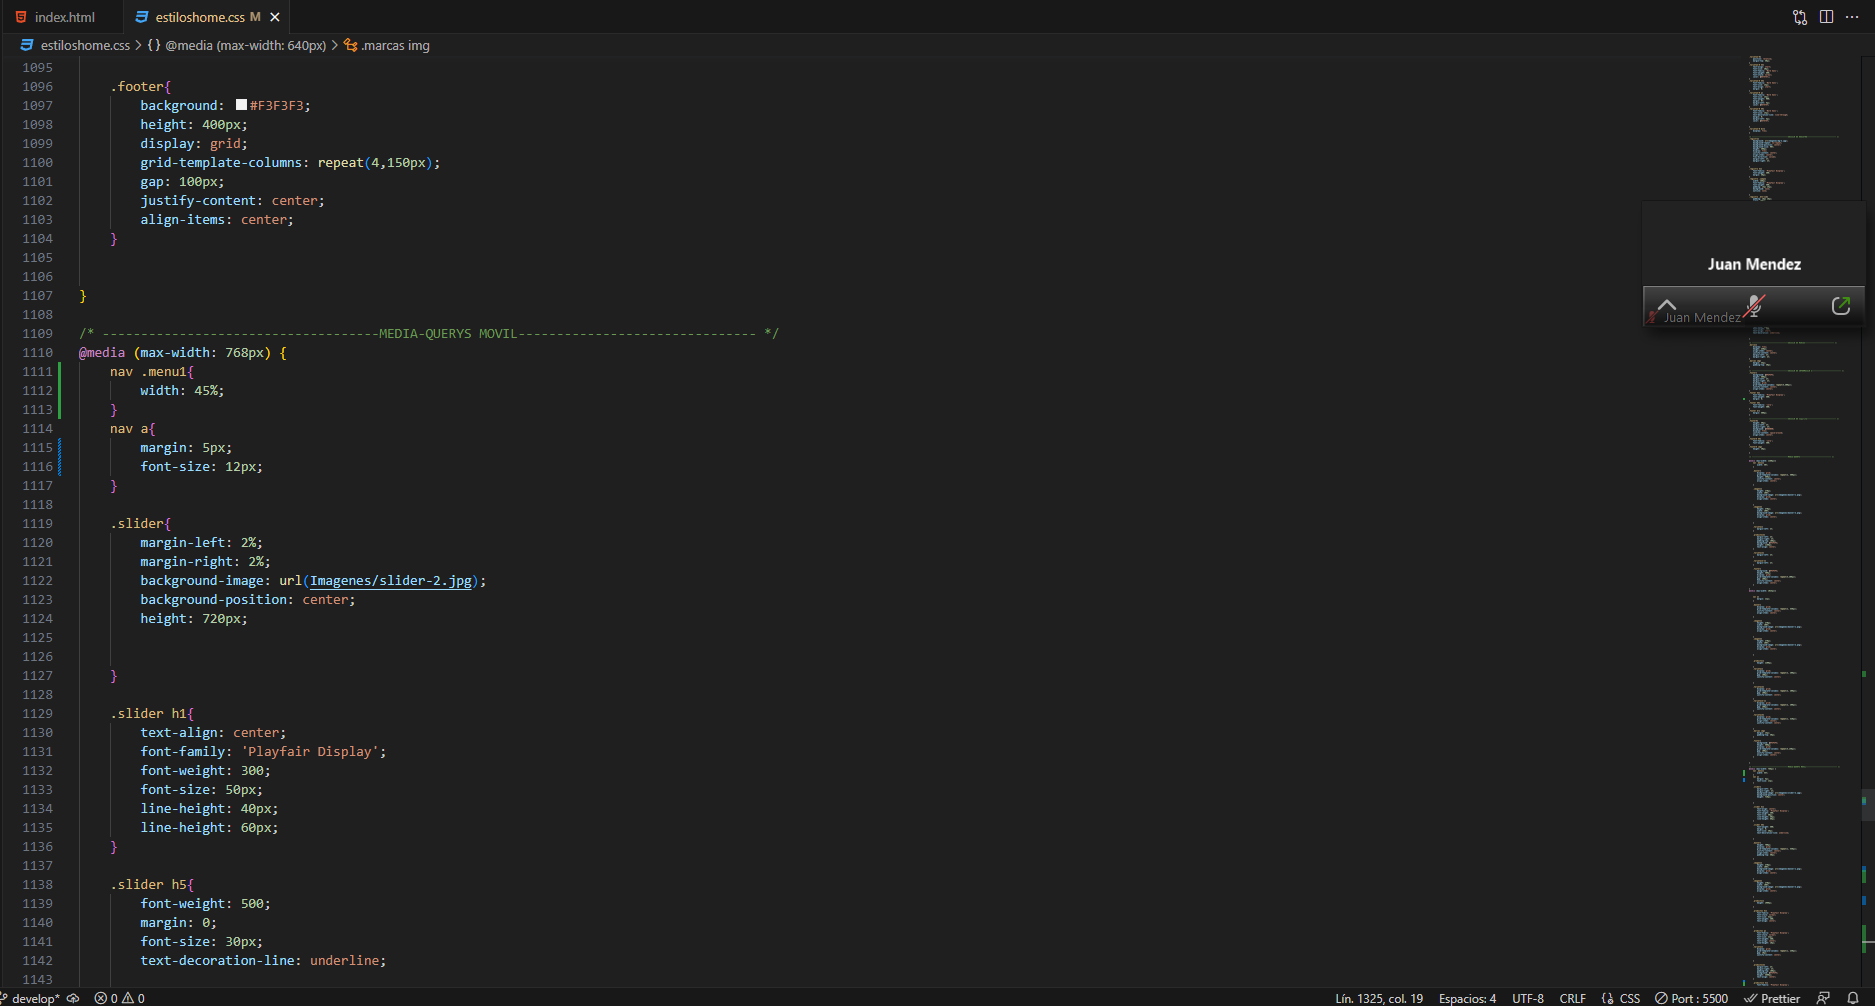 index.html
estiloshome.css M
estiloshome.css > {} @media (max-width: 640px) > .marcas img
1095
1096 .footer{
1097 background: #F3F3F3;
1098 height: 400px;
1099 display: grid;
1100 grid-template-columns: repeat(4,150px);
1101 gap: 100px;
1102 justify-content: center;
1103 align-items: center;
1104 }
1105
1106
1107 }
1108
1109 /* ------------------------------------MEDIA-QUERYS MOVIL------------------------------- */
1110 @media (max-width: 768px) {
1111 nav .menu1{
1112 width: 45%;
1113 }
1114 nav a{
1115 margin: 5px;
1116 font-size: 12px;
1117 }
1118
1119 .slider{
1120 margin-left: 2%;
1121 margin-right: 2%;
1122 background-image: url(Imagenes/slider-2.jpg);
1123 background-position: center;
1124 height: 720px;
1125
1126
1127 }
1128
1129 .slider h1{
1130 text-align: center;
1131 font-family: 'Playfair Display';
1132 font-weight: 300;
1133 font-size: 50px;
1134 line-height: 40px;
1135 line-height: 60px;
1136 }
1137
1138 .slider h5{
1139 font-weight: 500;
1140 margin: 0;
1141 font-size: 30px;
1142 text-decoration-line: underline;
1143
Juan Mendez
Juan Mendez
develop* 0 0 Lín. 1325, col. 19 Espacios: 4 UTF-8 CRLF CSS Port : 5500 Prettier